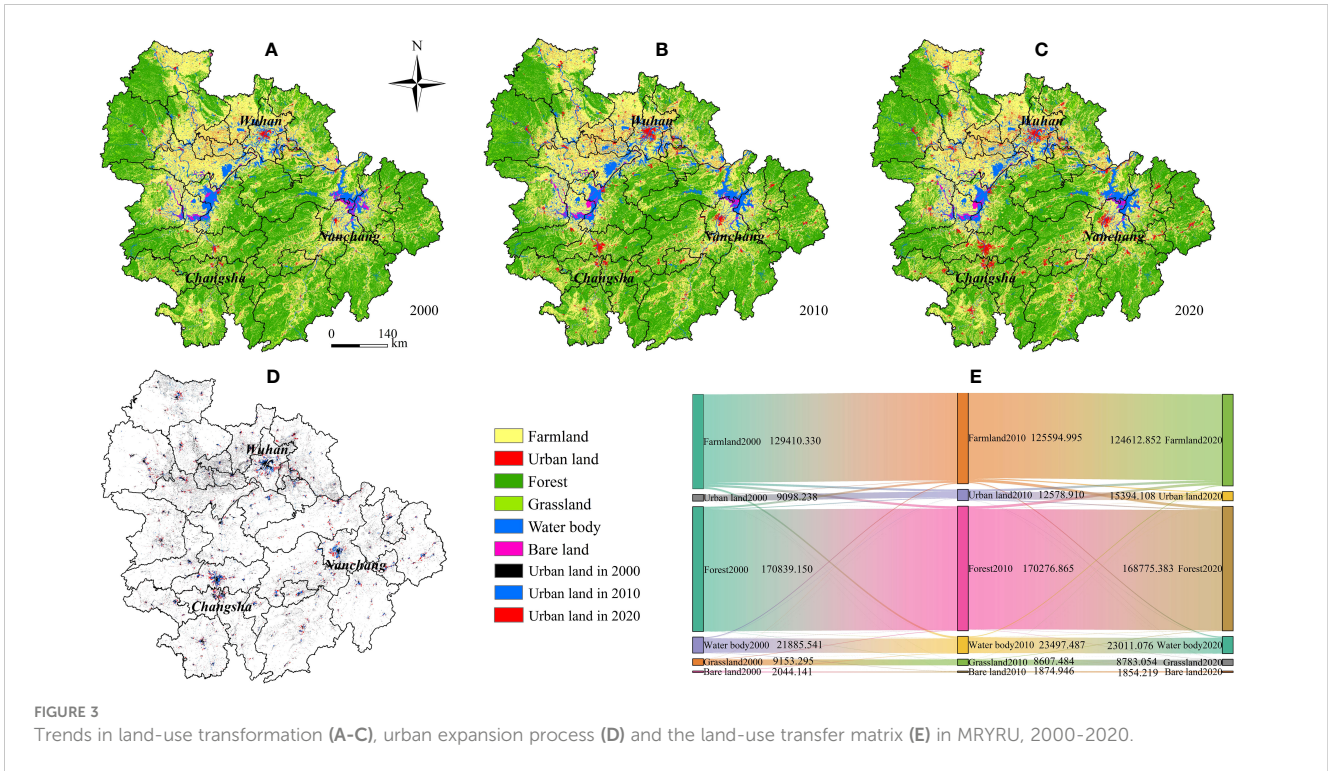 A
B
C
N
Wuhan
Nanchang
Changsha
2000
0 140
km
Wuhan
Nanchang
Changsha
2010
Wuhan
Nanchang
Changsha
2020
D
Wuhan
Nanchang
Changsha
Farmland
Urban land
Forest
Grassland
Water body
Bare land
Urban land in 2000
Urban land in 2010
Urban land in 2020
E
Farmland2000 129410.330 Farmland2010 125594.995 124612.852 Farmland2020
Urban land2000 9098.238 Urban land2010 12578.910 15394.108 Urban land2020
Forest2000 170839.150 Forest2010 170276.865 168775.383 Forest2020
Water body2000 21885.541 Water body2010 23497.487 23011.076 Water body2020
Grassland2000 9153.295 Grassland2010 8607.484 8783.054 Grassland2020
Bare land2000 2044.141 Bare land2010 1874.946 1854.219 Bare land2020
FIGURE 3
Trends in land-use transformation (A-C), urban expansion process (D) and the land-use transfer matrix (E) in MRYRU, 2000-2020.